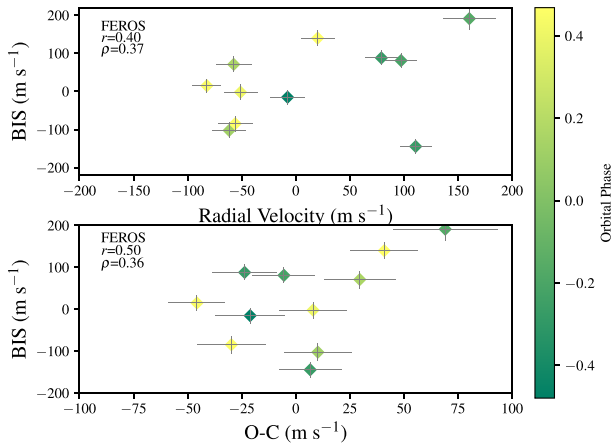 200
100
0
−100
−200
BIS (m s⁻¹)
FEROS
r=0.40
ρ=0.37
−200 −150 −100 −50 0 50 100 150 200
Radial Velocity (m s⁻¹)
200
100
0
−100
−200
BIS (m s⁻¹)
FEROS
r=0.50
ρ=0.36
−100 −75 −50 −25 0 25 50 75 100
O-C (m s⁻¹)
0.4
0.2
0.0
−0.2
−0.4
Orbital Phase